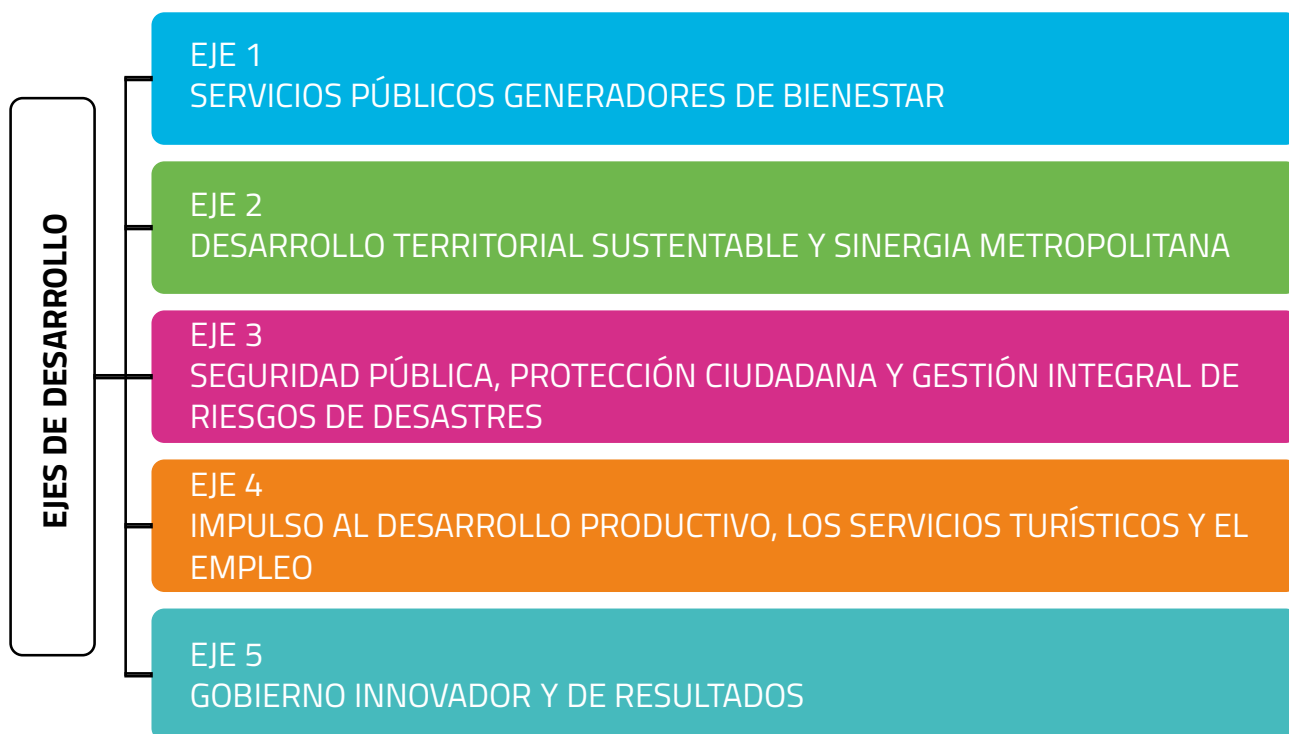 EJES DE DESARROLLO
EJE 1
SERVICIOS PÚBLICOS GENERADORES DE BIENESTAR
EJE 2
DESARROLLO TERRITORIAL SUSTENTABLE Y SINERGIA METROPOLITANA
EJE 3
SEGURIDAD PÚBLICA, PROTECCIÓN CIUDADANA Y GESTIÓN INTEGRAL DE
RIESGOS DE DESASTRES
EJE 4
IMPULSO AL DESARROLLO PRODUCTIVO, LOS SERVICIOS TURÍSTICOS Y EL
EMPLEO
EJE 5
GOBIERNO INNOVADOR Y DE RESULTADOS